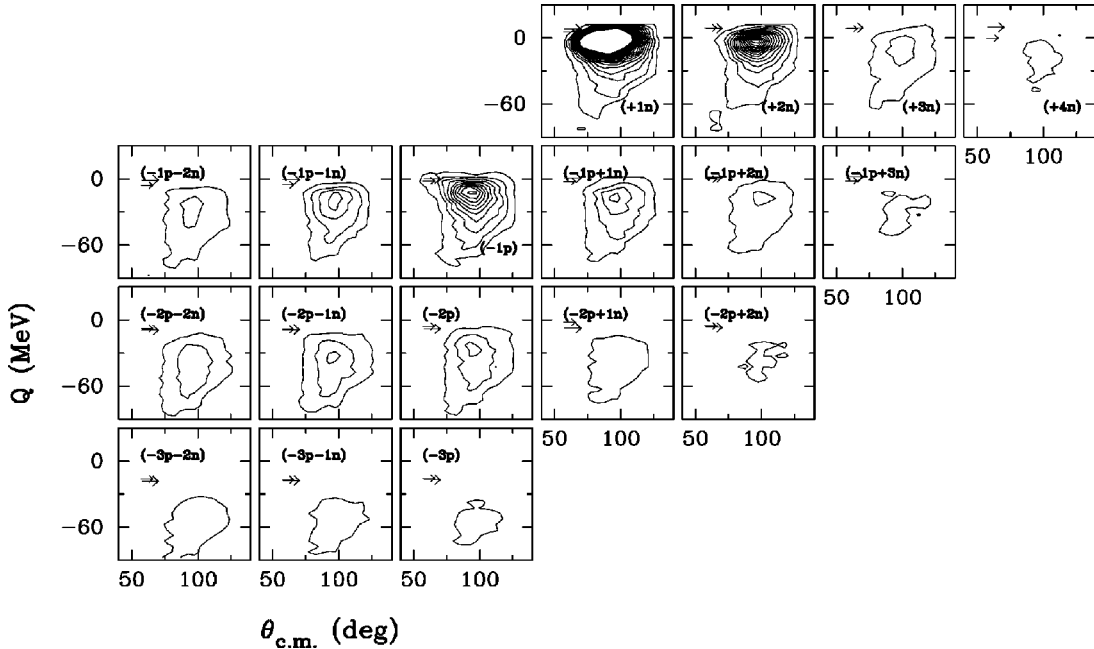 0
−60
(+1n)
(+2n)
(+3n)
(+4n)
50 100
0
−60
(−1p−2n)
(−1p−1n)
(−1p)
(−1p+1n)
(−1p+2n)
(−1p+3n)
50 100
0
−60
(−2p−2n)
(−2p−1n)
(−2p)
(−2p+1n)
(−2p+2n)
50 100
50 100
Q (MeV)
0
−60
(−3p−2n)
(−3p−1n)
(−3p)
50 100
50 100
50 100
θc.m. (deg)